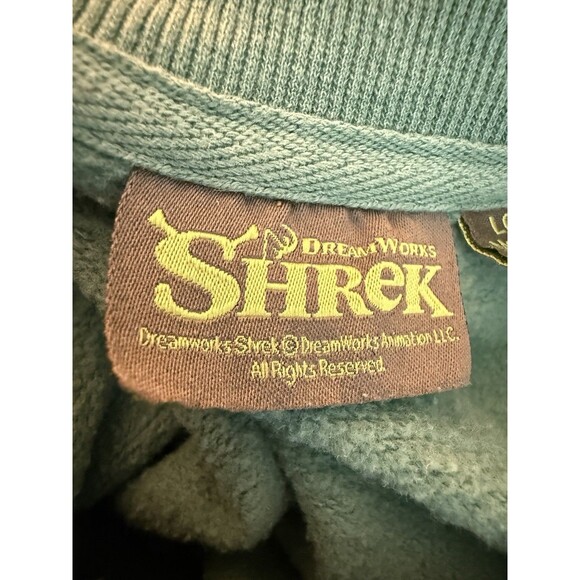 DREAMWORKS
SHREK
Dreamworks Shrek © DreamWorks Animation LLC.
All Rights Reserved.